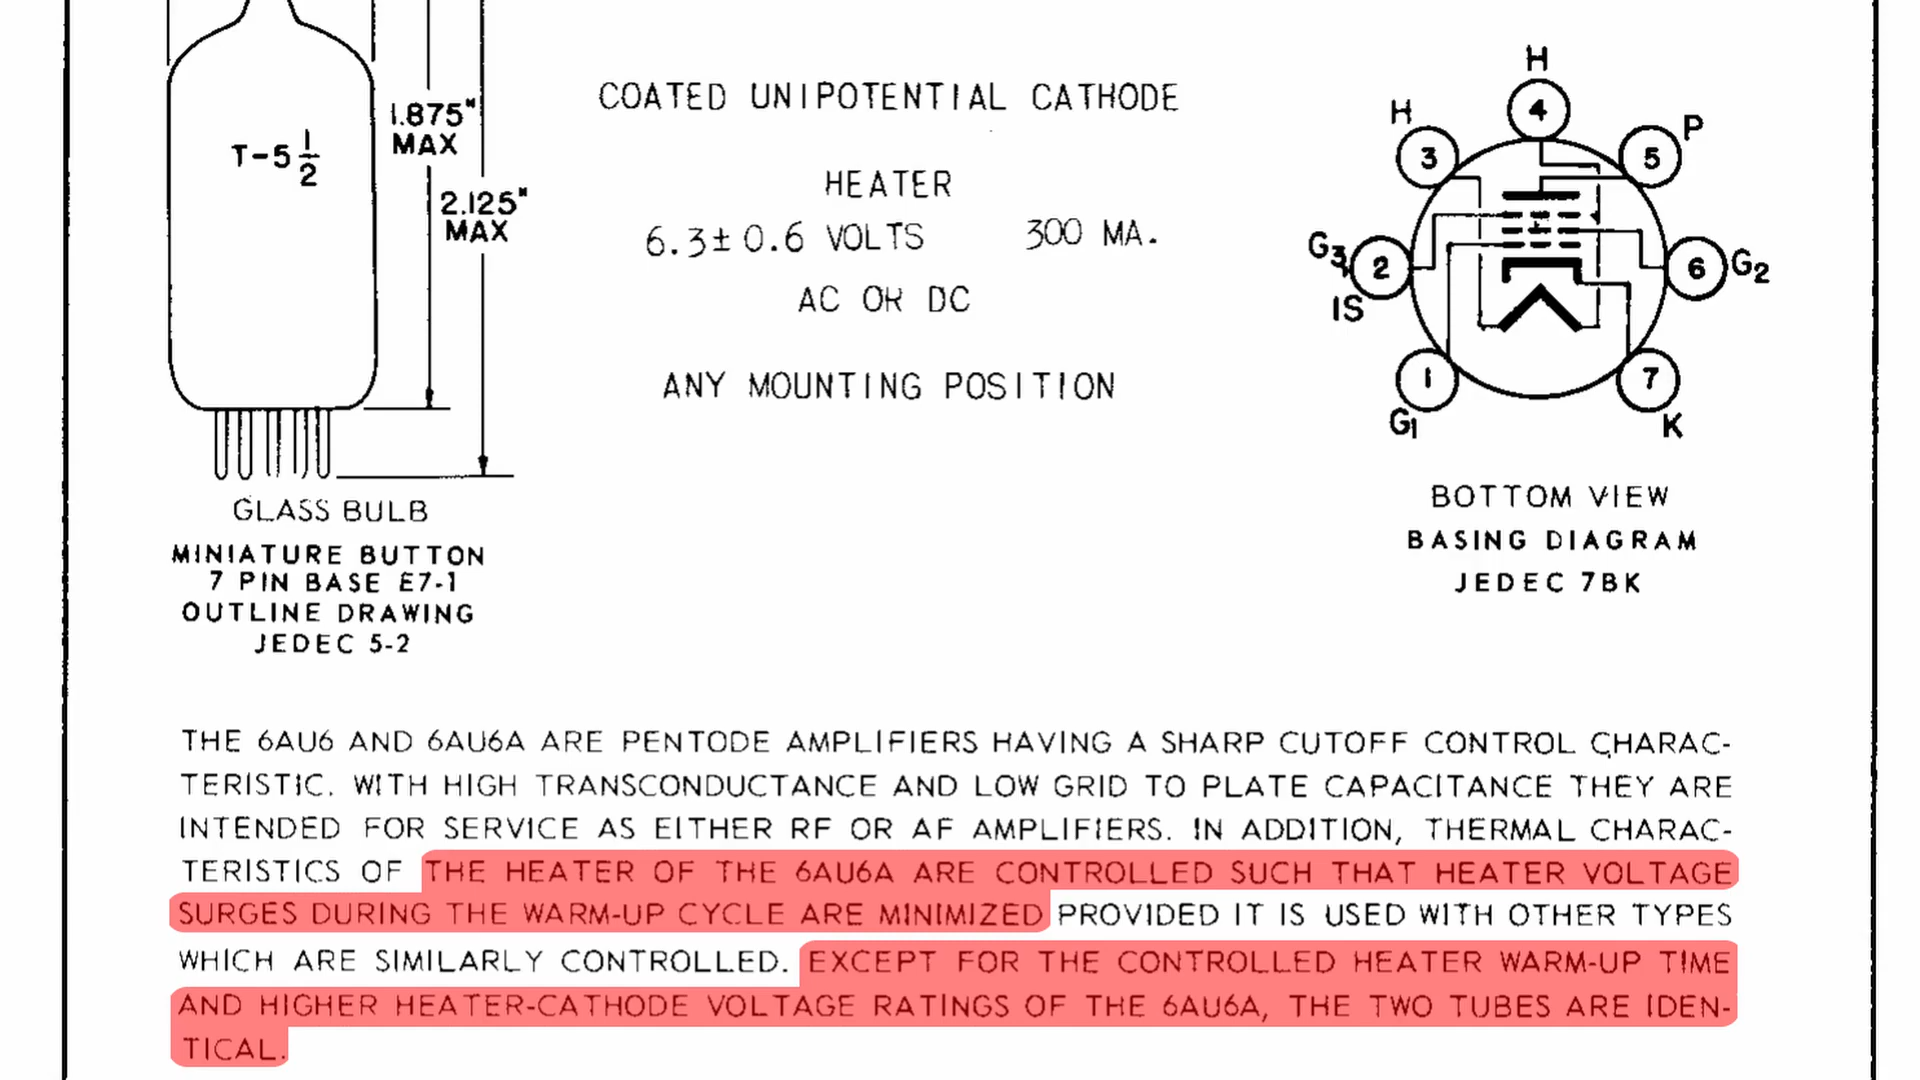 1.875"
MAX
T-5 1/2
2.125"
MAX
GLASS BULB
MINIATURE BUTTON
7 PIN BASE E7-1
OUTLINE DRAWING
JEDEC 5-2
COATED UNIPOTENTIAL CATHODE
HEATER
6.3± 0.6 VOLTS 300 MA.
AC OR DC
ANY MOUNTING POSITION
H
4
H
3
P
5
G3
IS
2
6
G2
1
G1
7
K
BOTTOM VIEW
BASING DIAGRAM
JEDEC 7BK
THE 6AU6 AND 6AU6A ARE PENTODE AMPLIFIERS HAVING A SHARP CUTOFF CONTROL CHARAC-
TERISTIC. WITH HIGH TRANSCONDUCTANCE AND LOW GRID TO PLATE CAPACITANCE THEY ARE
INTENDED FOR SERVICE AS EITHER RF OR AF AMPLIFIERS. IN ADDITION, THERMAL CHARAC-
TERISTICS OF THE HEATER OF THE 6AU6A ARE CONTROLLED SUCH THAT HEATER VOLTAGE
SURGES DURING THE WARM-UP CYCLE ARE MINIMIZED PROVIDED IT IS USED WITH OTHER TYPES
WHICH ARE SIMILARLY CONTROLLED. EXCEPT FOR THE CONTROLLED HEATER WARM-UP TIME
AND HIGHER HEATER-CATHODE VOLTAGE RATINGS OF THE 6AU6A, THE TWO TUBES ARE IDEN-
TICAL.